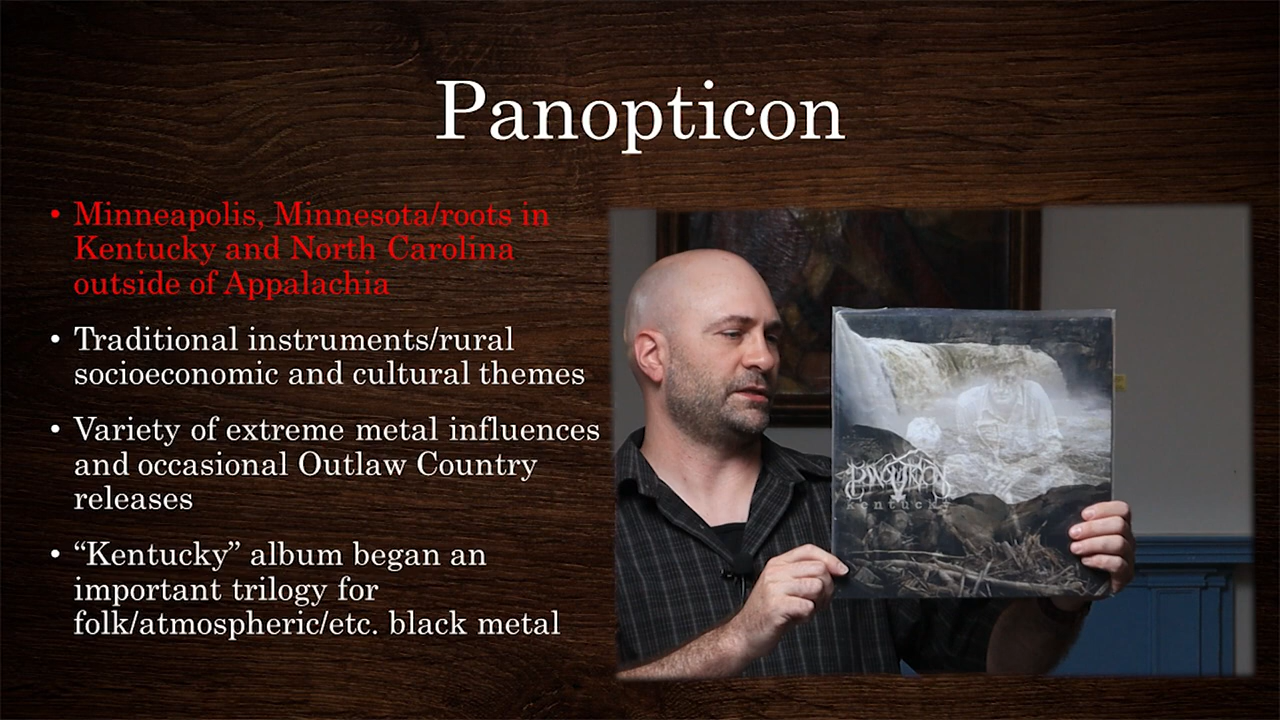 Panopticon
• Minneapolis, Minnesota/roots in
Kentucky and North Carolina
outside of Appalachia
• Traditional instruments/rural
socioeconomic and cultural themes
• Variety of extreme metal influences
and occasional Outlaw Country
releases
• “Kentucky” album began an
important trilogy for
folk/atmospheric/etc. black metal
PANOPTICON
kentucky